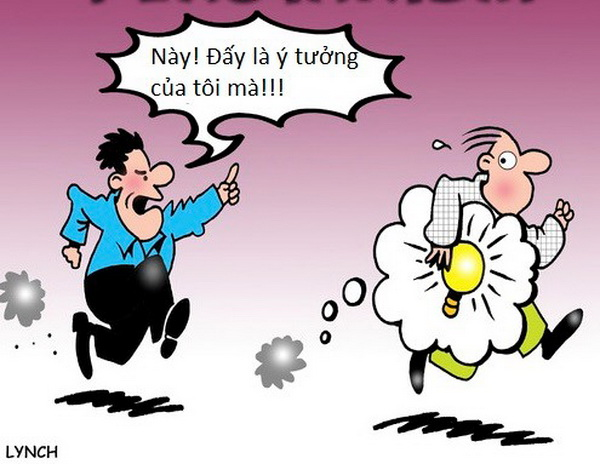 Này! Đấy là ý tưởng
của tôi mà!!!
LYNCH